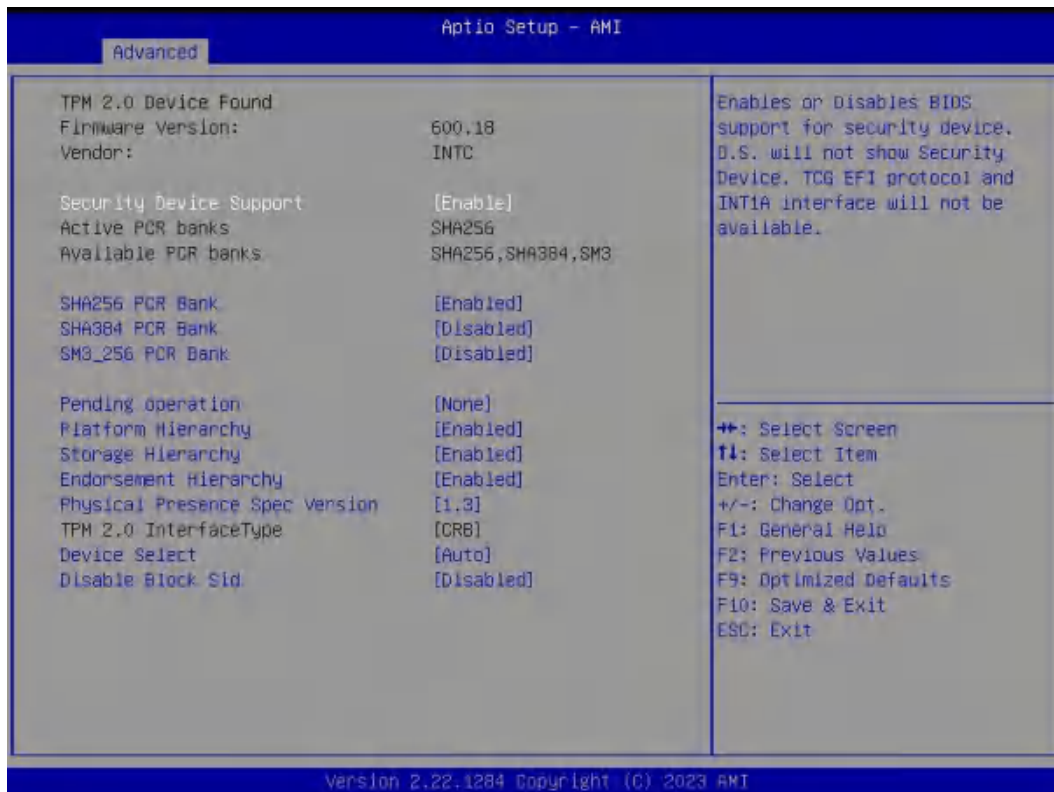 Aptio Setup - AMI
Advanced
TPM 2.0 Device Found
Firmware Version: 600.18
Vendor: INTC
Security Device Support [Enable]
Active PCR banks SHA256
Available PCR banks SHA256,SHA384,SM3
SHA256 PCR Bank [Enabled]
SHA384 PCR Bank [Disabled]
SM3_256 PCR Bank [Disabled]
Pending operation [None]
Platform Hierarchy [Enabled]
Storage Hierarchy [Enabled]
Endorsement Hierarchy [Enabled]
Physical Presence Spec Version [1.3]
TPM 2.0 InterfaceType [CRB]
Device Select [Auto]
Disable Block Sid [Disabled]
Enables or Disables BIOS
support for security device.
O.S. will not show Security
Device. TCG EFI protocol and
INT1A interface will not be
available.
→←: Select Screen
↑↓: Select Item
Enter: Select
+/-: Change Opt.
F1: General Help
F2: Previous Values
F9: Optimized Defaults
F10: Save & Exit
ESC: Exit
Version 2.22.1284 Copyright (C) 2023 AMI